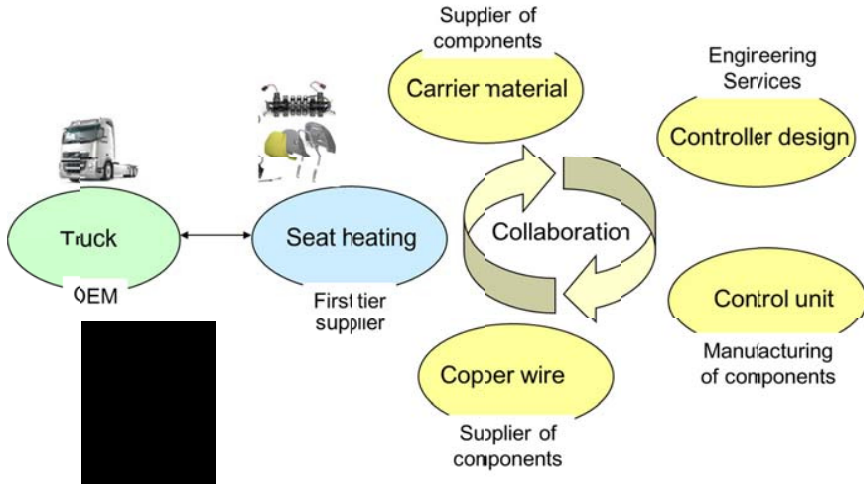 Supplier of
components
Carrier material
Engineering
Services
Controller design
Truck
OEM
Seat heating
First tier
supplier
Collaboration
Control unit
Manufacturing
of components
Copper wire
Supplier of
components